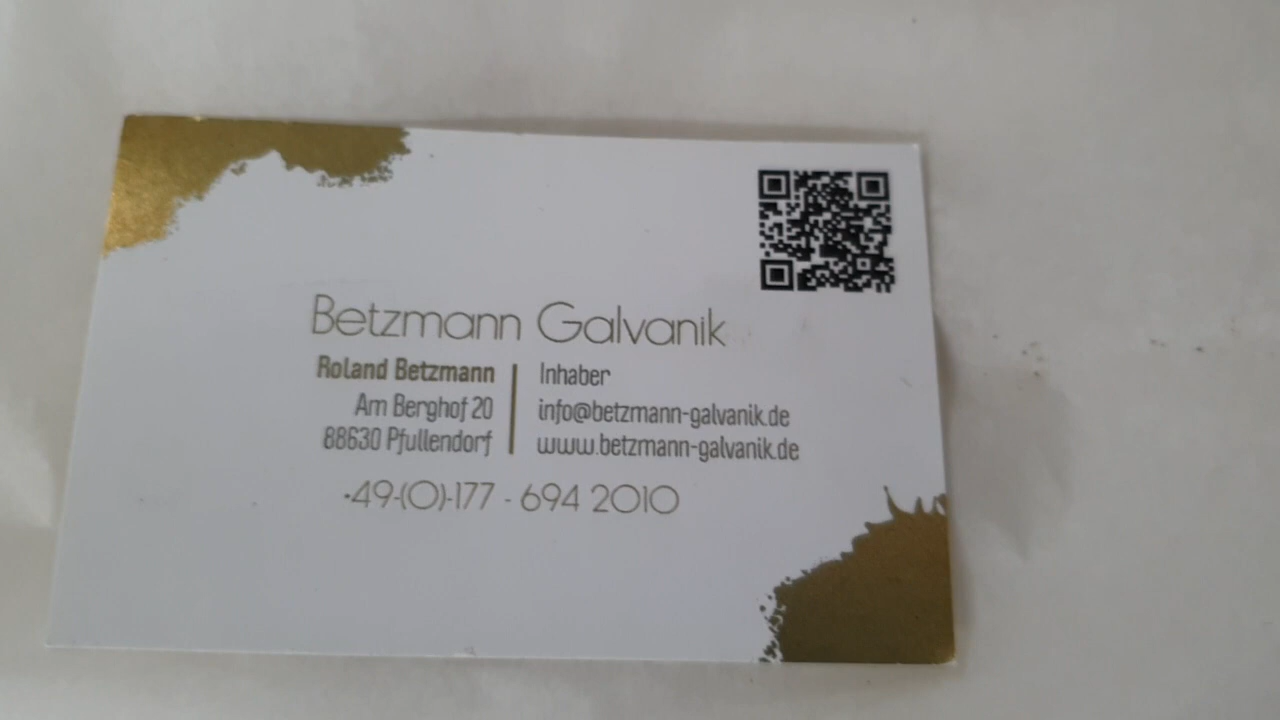 Betzmann Galvanik
Roland Betzmann
Am Berghof 20
88630 Pfullendorf
Inhaber
info@betzmann-galvanik.de
www.betzmann-galvanik.de
+49-(0)-177 - 694 2010